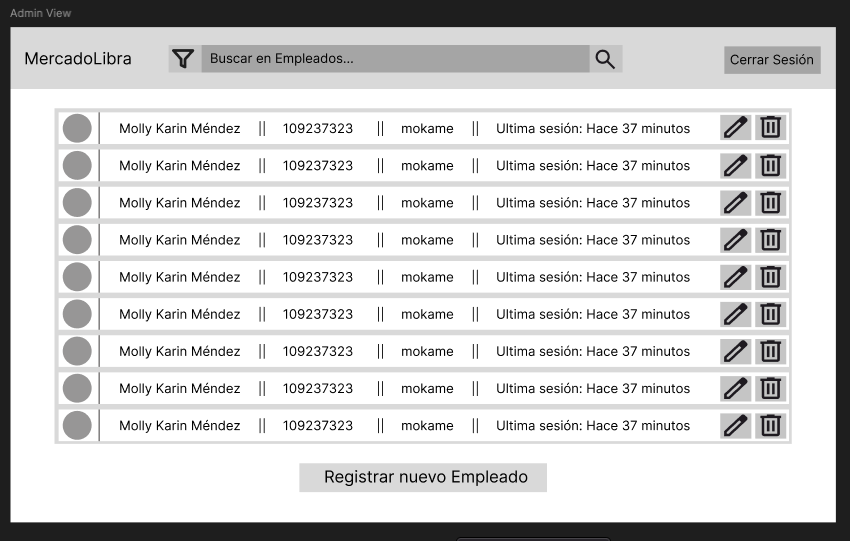 Admin View
MercadoLibra Buscar en Empleados... Cerrar Sesión
Molly Karin Méndez || 109237323 || mokame || Ultima sesión: Hace 37 minutos
Molly Karin Méndez || 109237323 || mokame || Ultima sesión: Hace 37 minutos
Molly Karin Méndez || 109237323 || mokame || Ultima sesión: Hace 37 minutos
Molly Karin Méndez || 109237323 || mokame || Ultima sesión: Hace 37 minutos
Molly Karin Méndez || 109237323 || mokame || Ultima sesión: Hace 37 minutos
Molly Karin Méndez || 109237323 || mokame || Ultima sesión: Hace 37 minutos
Molly Karin Méndez || 109237323 || mokame || Ultima sesión: Hace 37 minutos
Molly Karin Méndez || 109237323 || mokame || Ultima sesión: Hace 37 minutos
Molly Karin Méndez || 109237323 || mokame || Ultima sesión: Hace 37 minutos
Registrar nuevo Empleado